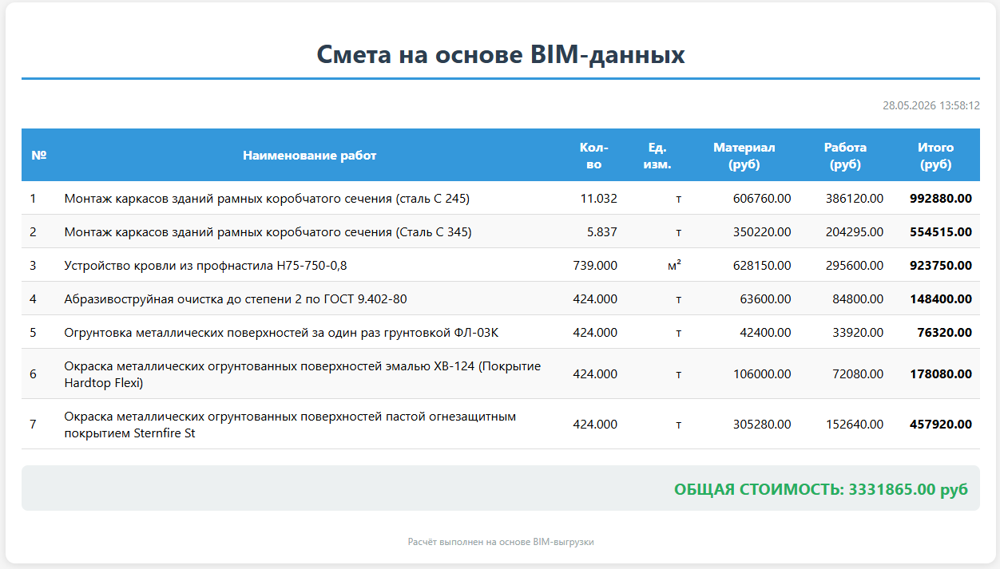 Смета на основе BIM-данных
28.05.2026 13:58:12
№ Наименование работ Кол-во Ед. изм. Материал (руб) Работа (руб) Итого (руб)
1 Монтаж каркасов зданий рамных коробчатого сечения (сталь С 245) 11.032 т 606760.00 386120.00 992880.00
2 Монтаж каркасов зданий рамных коробчатого сечения (Сталь С 345) 5.837 т 350220.00 204295.00 554515.00
3 Устройство кровли из профнастила Н75-750-0,8 739.000 м² 628150.00 295600.00 923750.00
4 Абразивоструйная очистка до степени 2 по ГОСТ 9.402-80 424.000 т 63600.00 84800.00 148400.00
5 Огрунтовка металлических поверхностей за один раз грунтовкой ФЛ-03К 424.000 т 42400.00 33920.00 76320.00
6 Окраска металлических огрунтованных поверхностей эмалью ХВ-124 (Покрытие
Hardtop Flexi) 424.000 т 106000.00 72080.00 178080.00
7 Окраска металлических огрунтованных поверхностей пастой огнезащитным
покрытием Sternfire St 424.000 т 305280.00 152640.00 457920.00
ОБЩАЯ СТОИМОСТЬ: 3331865.00 руб
Расчёт выполнен на основе BIM-выгрузки